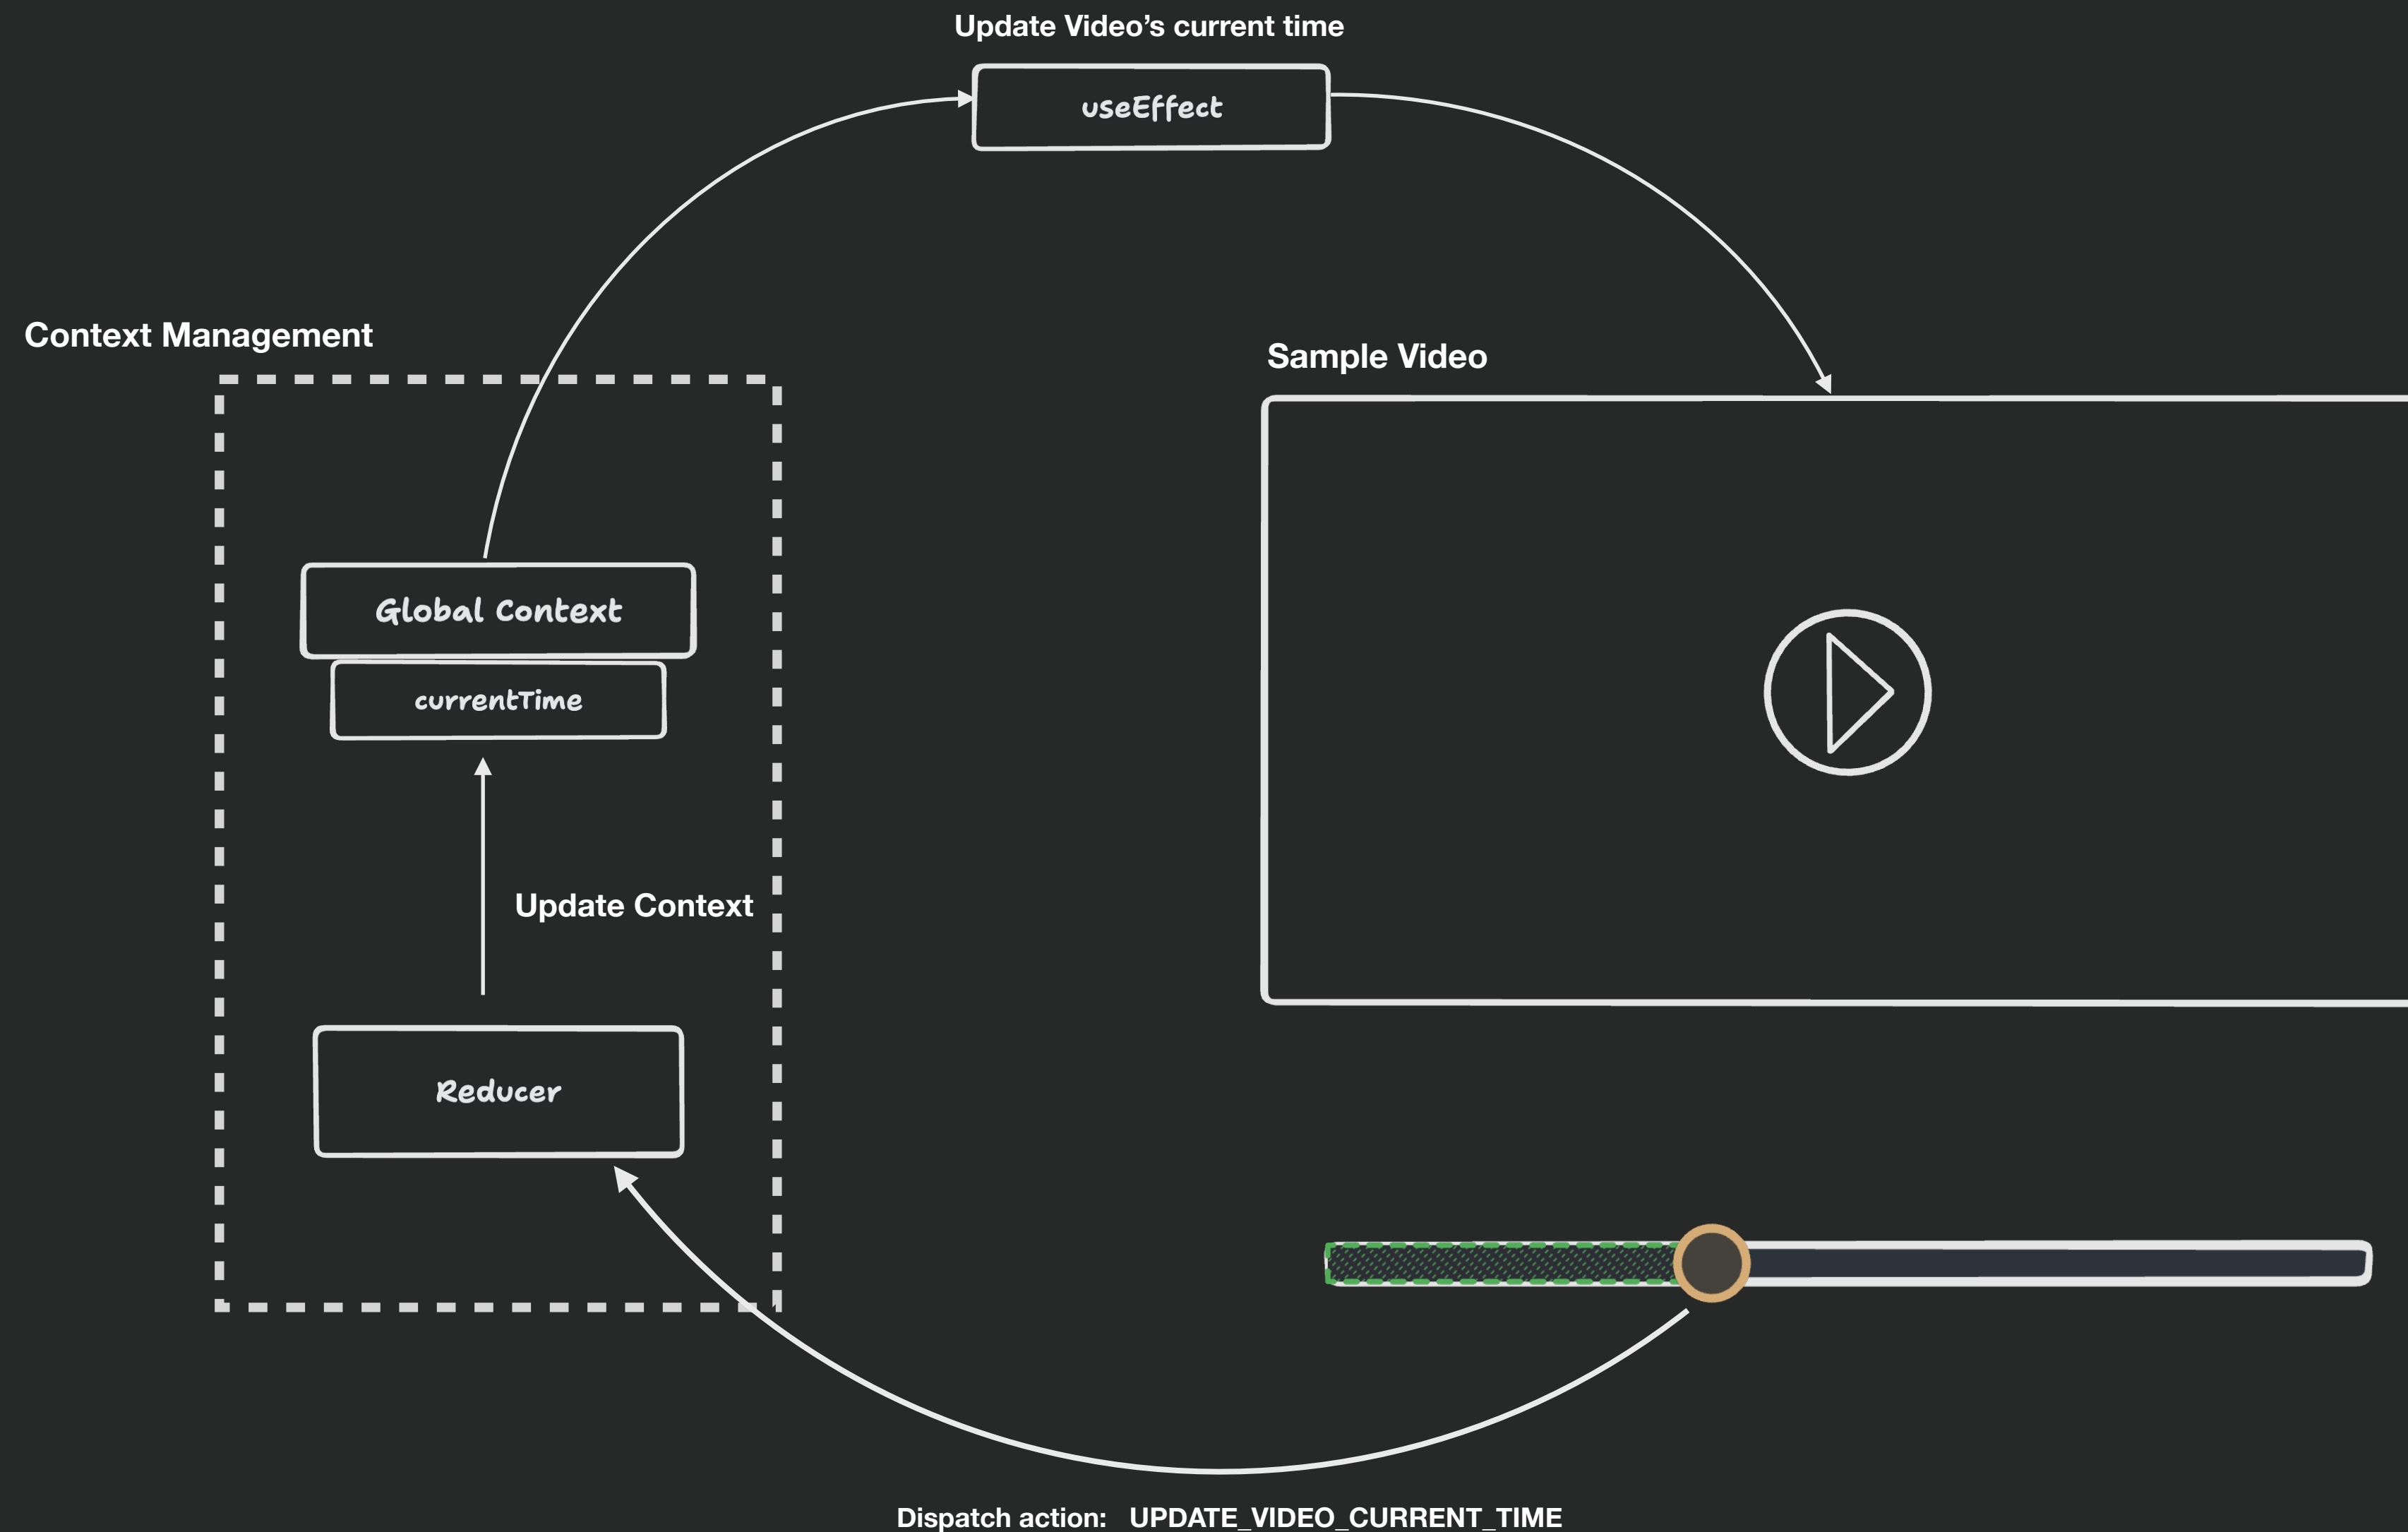 Update Video’s current time
useEffect
Context Management
Sample Video
Global Context
currentTime
Update Context
Reducer
Dispatch action: UPDATE_VIDEO_CURRENT_TIME